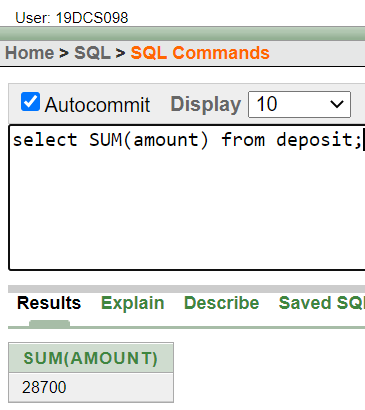 User: 19DCS098
Home > SQL > SQL Commands
Autocommit Display 10
select SUM(amount) from deposit;
Results Explain Describe Saved SQ
SUM(AMOUNT)
28700